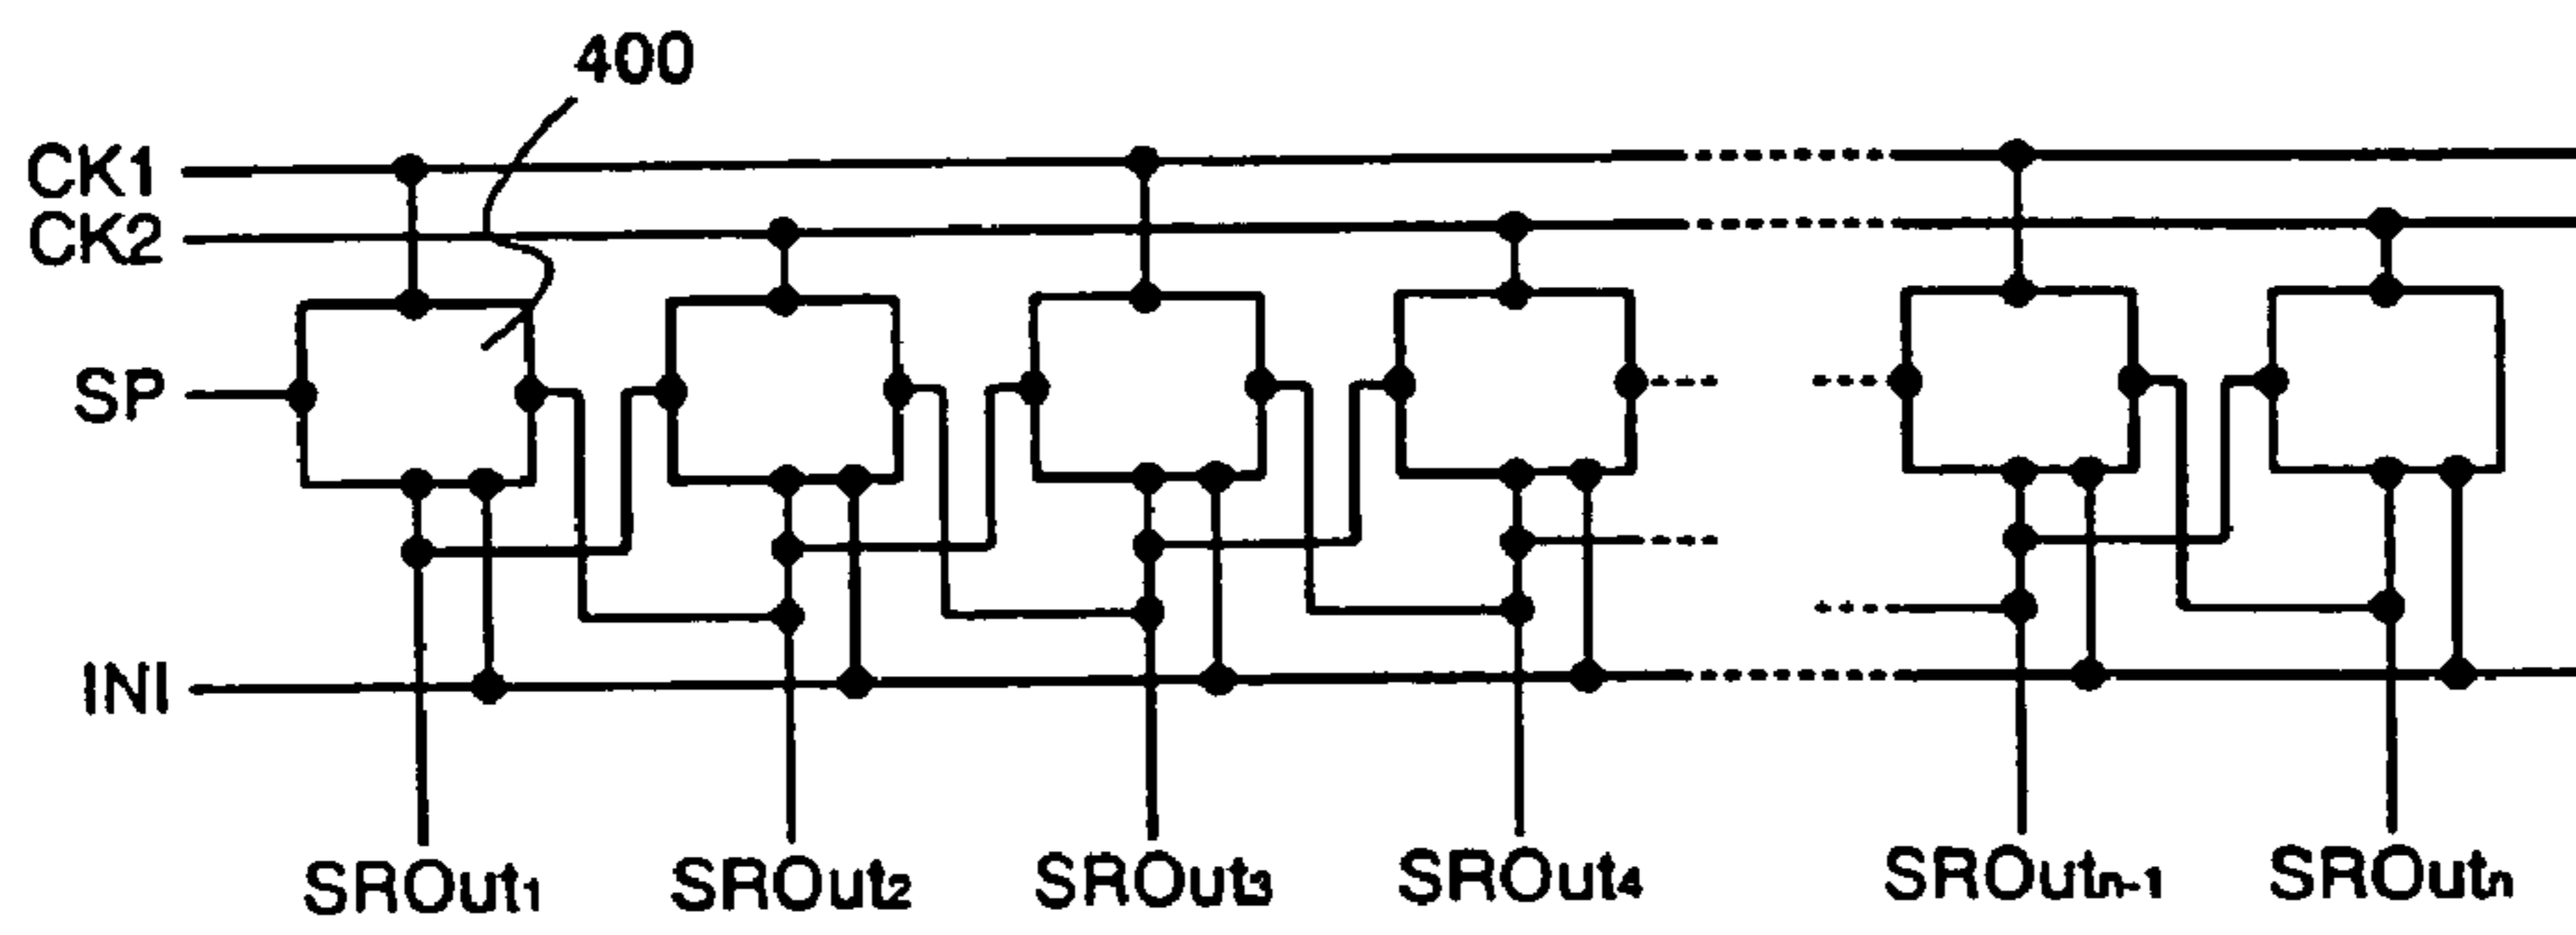 400
CK1
CK2
SP
INI
SROut1 SROut2 SROut3 SROut4 SROutn-1 SROutn